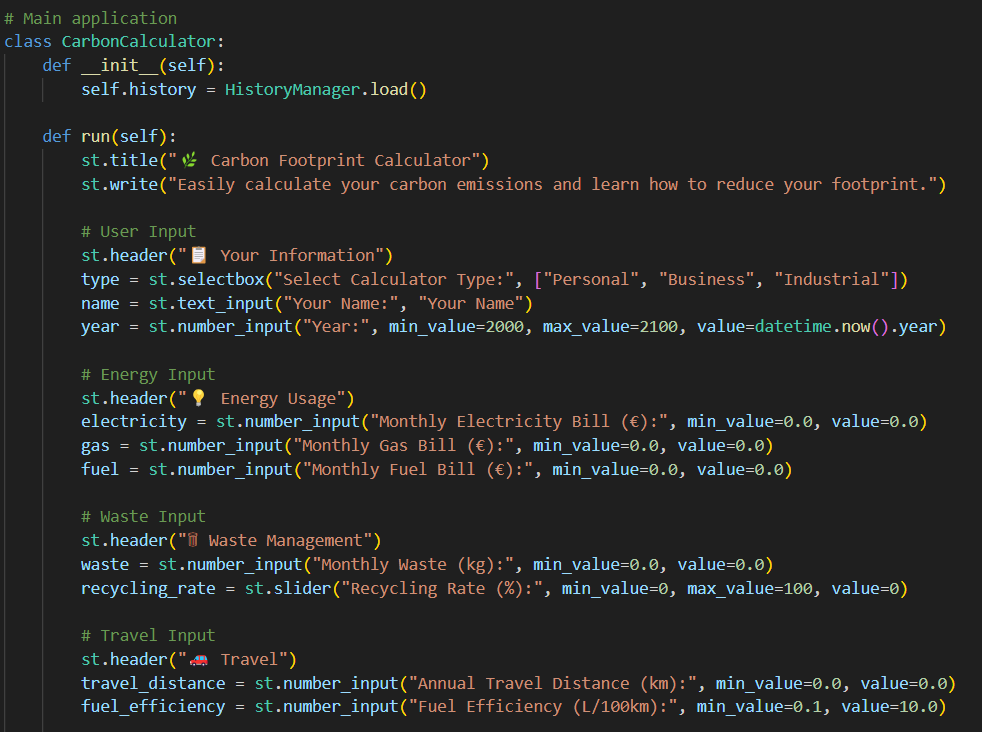 # Main application
class CarbonCalculator:
    def __init__(self):
        self.history = HistoryManager.load()

    def run(self):
        st.title("🌿 Carbon Footprint Calculator")
        st.write("Easily calculate your carbon emissions and learn how to reduce your footprint.")

        # User Input
        st.header("📋 Your Information")
        type = st.selectbox("Select Calculator Type:", ["Personal", "Business", "Industrial"])
        name = st.text_input("Your Name:", "Your Name")
        year = st.number_input("Year:", min_value=2000, max_value=2100, value=datetime.now().year)

        # Energy Input
        st.header("💡 Energy Usage")
        electricity = st.number_input("Monthly Electricity Bill (€):", min_value=0.0, value=0.0)
        gas = st.number_input("Monthly Gas Bill (€):", min_value=0.0, value=0.0)
        fuel = st.number_input("Monthly Fuel Bill (€):", min_value=0.0, value=0.0)

        # Waste Input
        st.header("🗑 Waste Management")
        waste = st.number_input("Monthly Waste (kg):", min_value=0.0, value=0.0)
        recycling_rate = st.slider("Recycling Rate (%):", min_value=0, max_value=100, value=0)

        # Travel Input
        st.header("🚗 Travel")
        travel_distance = st.number_input("Annual Travel Distance (km):", min_value=0.0, value=0.0)
        fuel_efficiency = st.number_input("Fuel Efficiency (L/100km):", min_value=0.1, value=10.0)